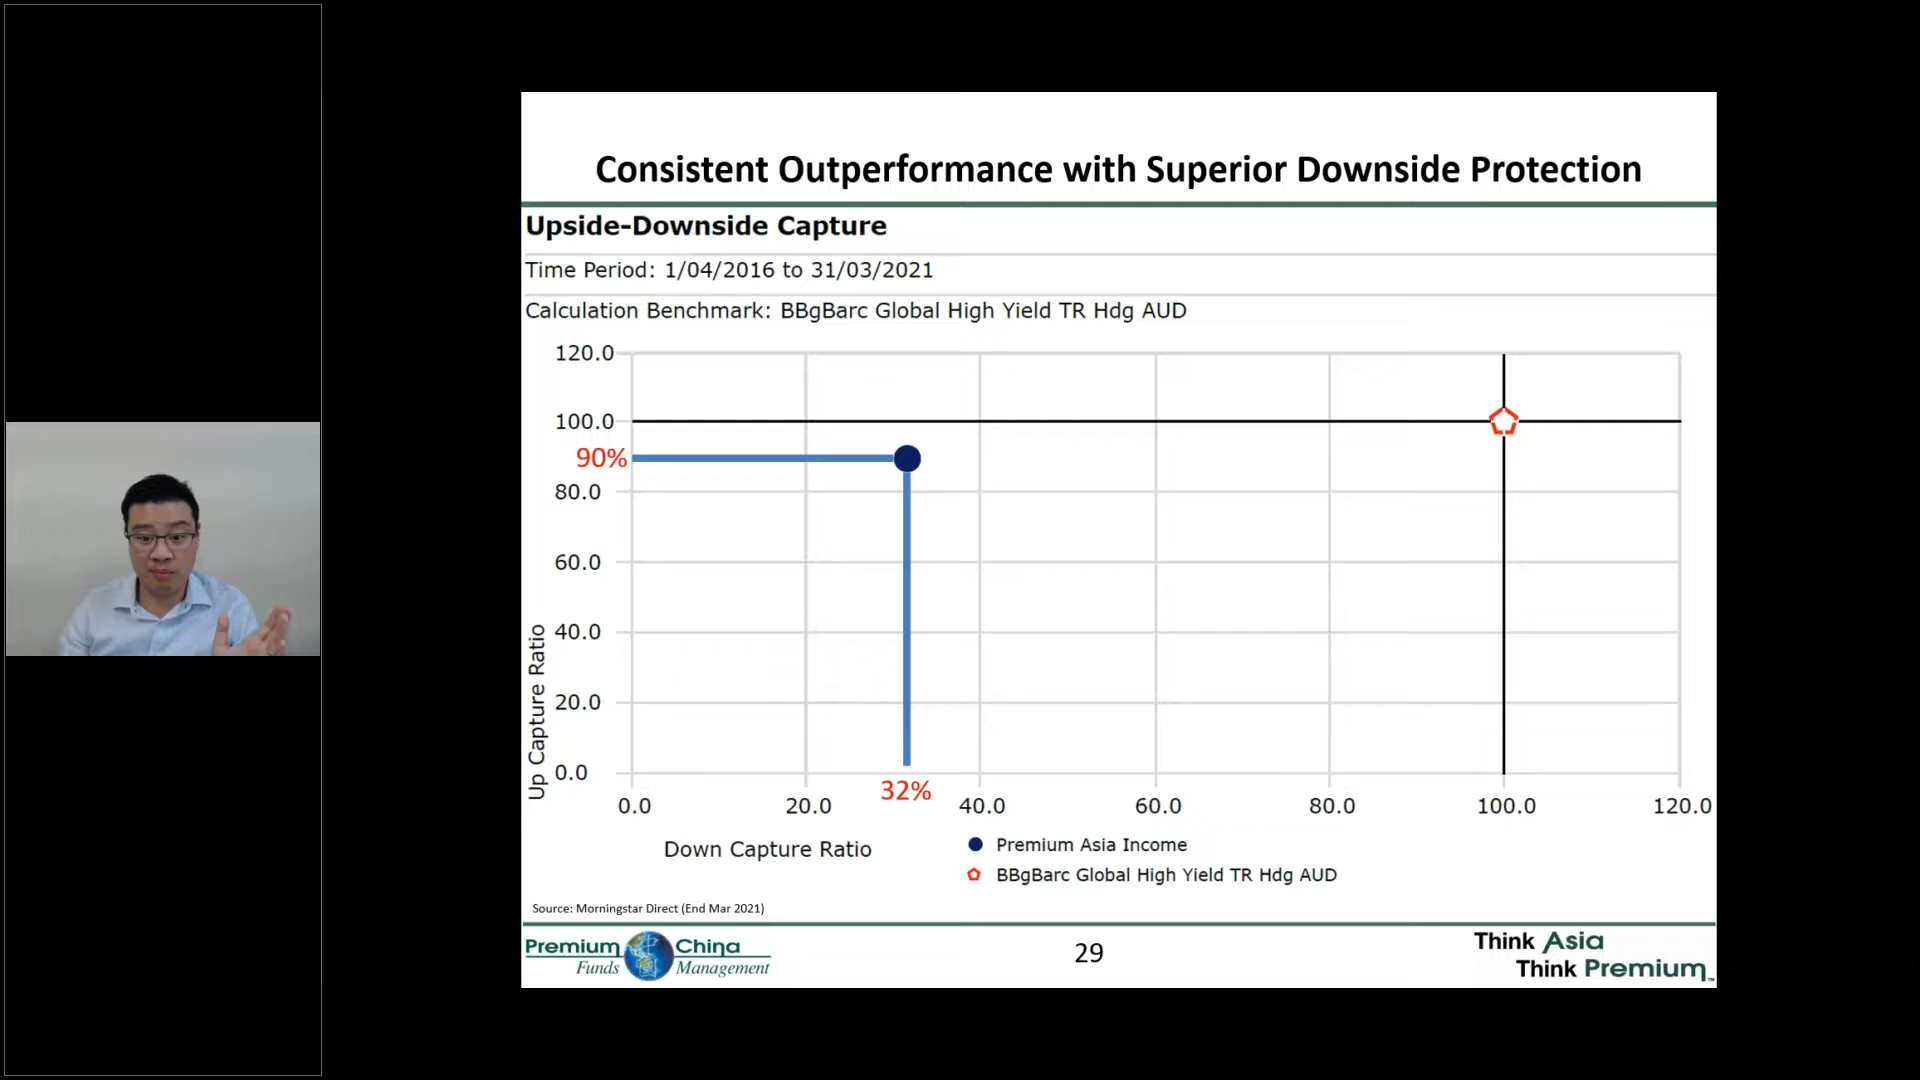 Consistent Outperformance with Superior Downside Protection
Upside-Downside Capture
Time Period: 1/04/2016 to 31/03/2021
Calculation Benchmark: BBgBarc Global High Yield TR Hdg AUD
120.0
100.0
90%
80.0
60.0
40.0
20.0
0.0
Up Capture Ratio
32%
0.0 20.0 40.0 60.0 80.0 100.0 120.0
Down Capture Ratio
Premium Asia Income
BBgBarc Global High Yield TR Hdg AUD
Source: Morningstar Direct (End Mar 2021)
Premium China
Funds Management
29
Think Asia
Think Premium™